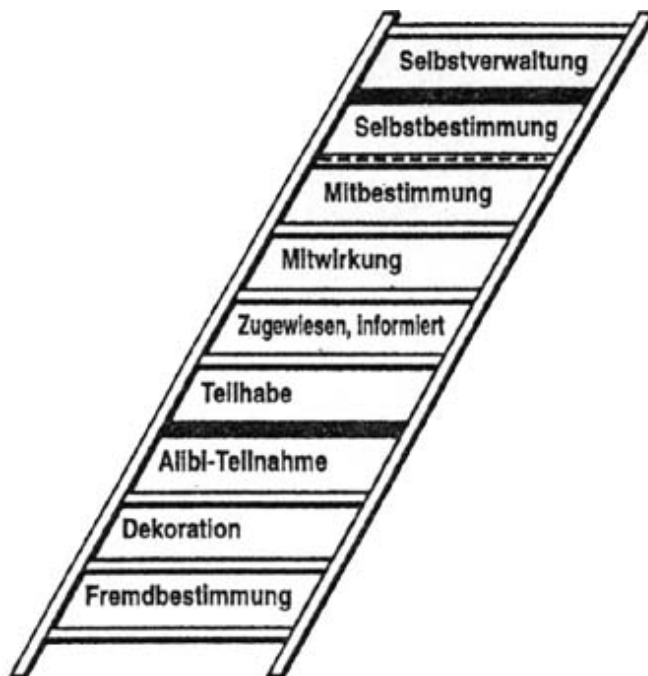 Selbstverwaltung
Selbstbestimmung
Mitbestimmung
Mitwirkung
Zugewiesen, informiert
Teilhabe
Alibi-Teilnahme
Dekoration
Fremdbestimmung